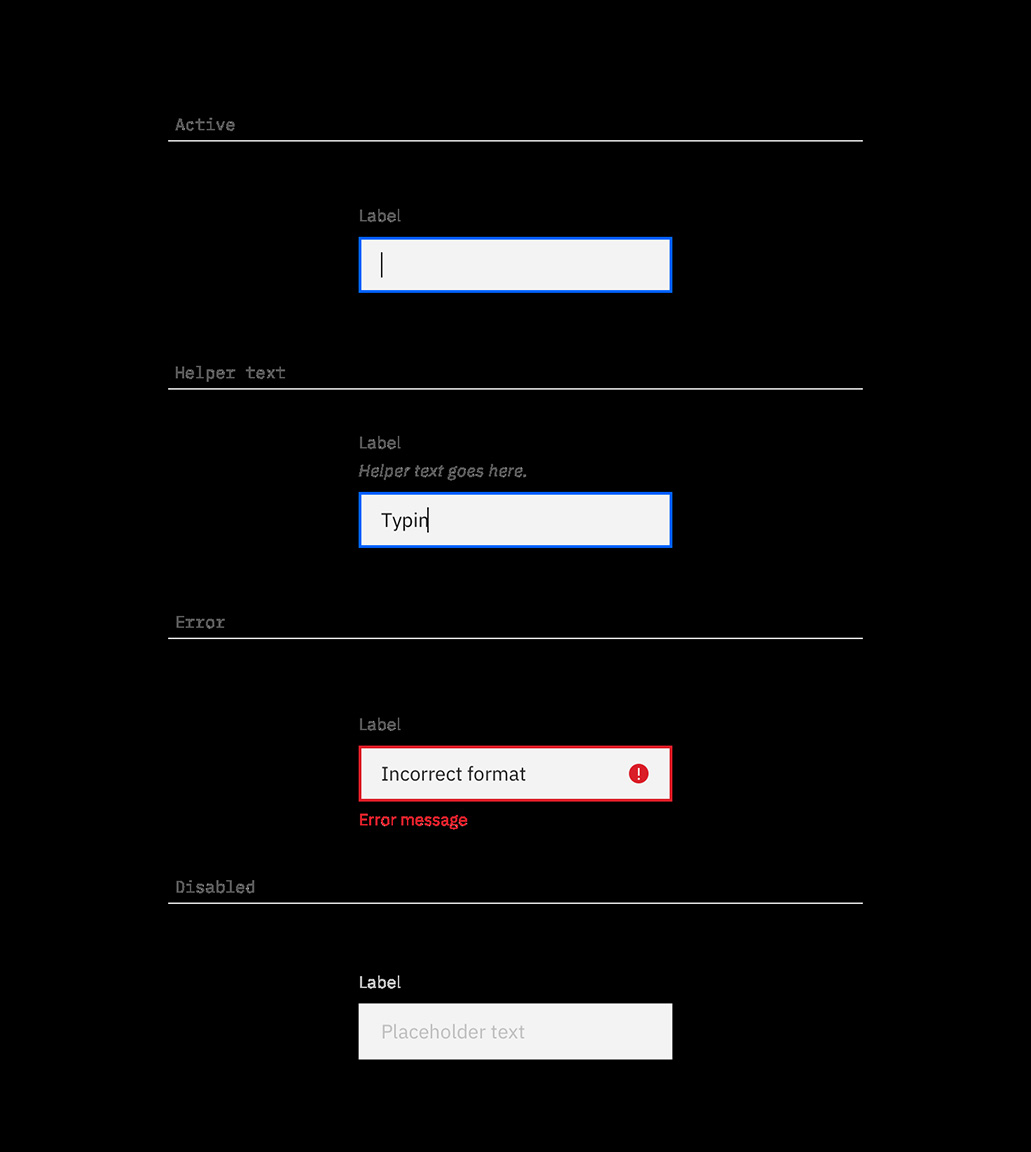 Active
Label
Helper text
Label
Helper text goes here.
Typin
Error
Label
Incorrect format
Error message
Disabled
Label
Placeholder text